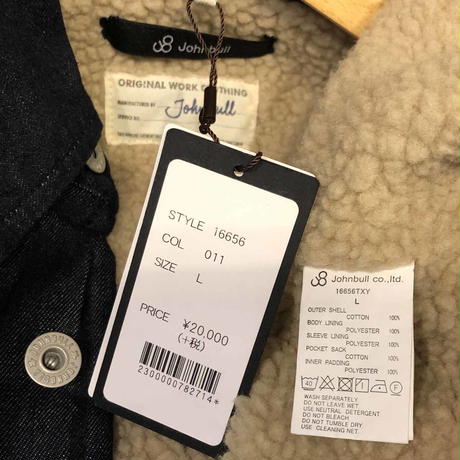 Johnbull
ORIGINAL WORK CLOTHING
MANUFACTURED BY
Johnbull
STYLE 16656
COL 011
SIZE L
PRICE ¥20,000
(+税)
2300000782714*
Johnbull co.,ltd.
16656TXY
L
OUTER SHELL
COTTON 100%
BODY LINING
POLYESTER 100%
SLEEVE LINING
POLYESTER 100%
POCKET SACK
COTTON 100%
INNER PADDING
POLYESTER 100%
40
WASH SEPARATELY
DO NOT LEAVE WET
USE NEUTRAL DETERGENT
DO NOT BLEACH
DO NOT TUMBLE DRY
USE CLEANING NET.